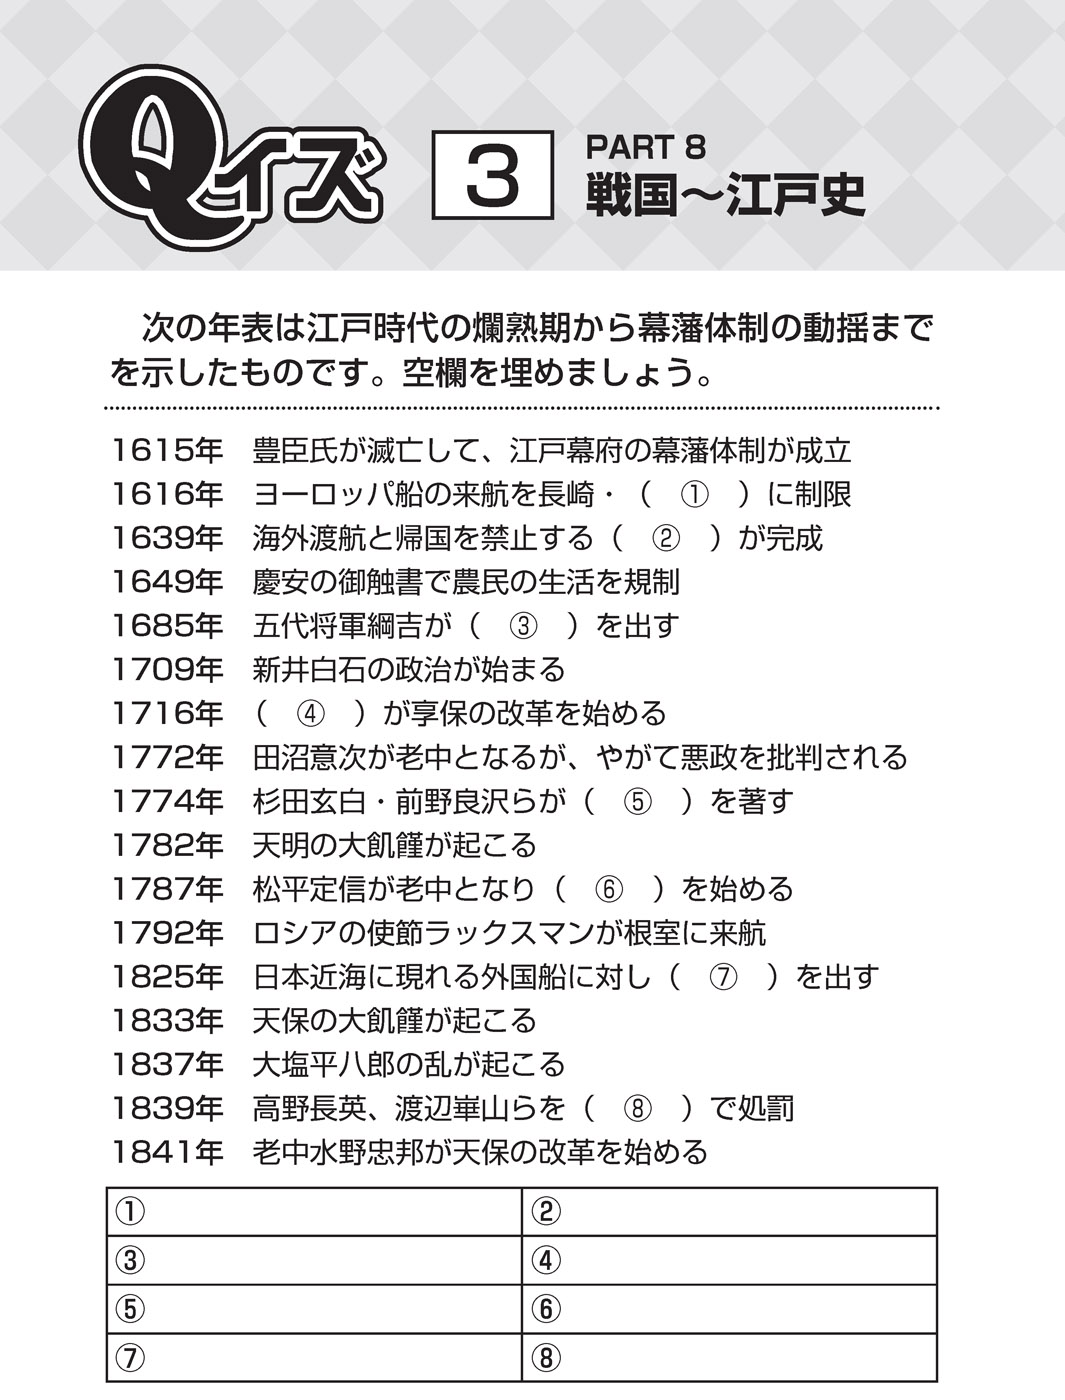 Qイズ
3
PART 8
戦国～江戸史
次の年表は江戸時代の爛熟期から幕藩体制の動揺まで
を示したものです。空欄を埋めましょう。
1615年　豊臣氏が滅亡して、江戸幕府の幕藩体制が成立
1616年　ヨーロッパ船の来航を長崎・（　①　）に制限
1639年　海外渡航と帰国を禁止する（　②　）が完成
1649年　慶安の御触書で農民の生活を規制
1685年　五代将軍綱吉が（　③　）を出す
1709年　新井白石の政治が始まる
1716年　（　④　）が享保の改革を始める
1772年　田沼意次が老中となるが、やがて悪政を批判される
1774年　杉田玄白・前野良沢らが（　⑤　）を著す
1782年　天明の大飢饉が起こる
1787年　松平定信が老中となり（　⑥　）を始める
1792年　ロシアの使節ラックスマンが根室に来航
1825年　日本近海に現れる外国船に対し（　⑦　）を出す
1833年　天保の大飢饉が起こる
1837年　大塩平八郎の乱が起こる
1839年　高野長英、渡辺崋山らを（　⑧　）で処罰
1841年　老中水野忠邦が天保の改革を始める
①　②
③　④
⑤　⑥
⑦　⑧